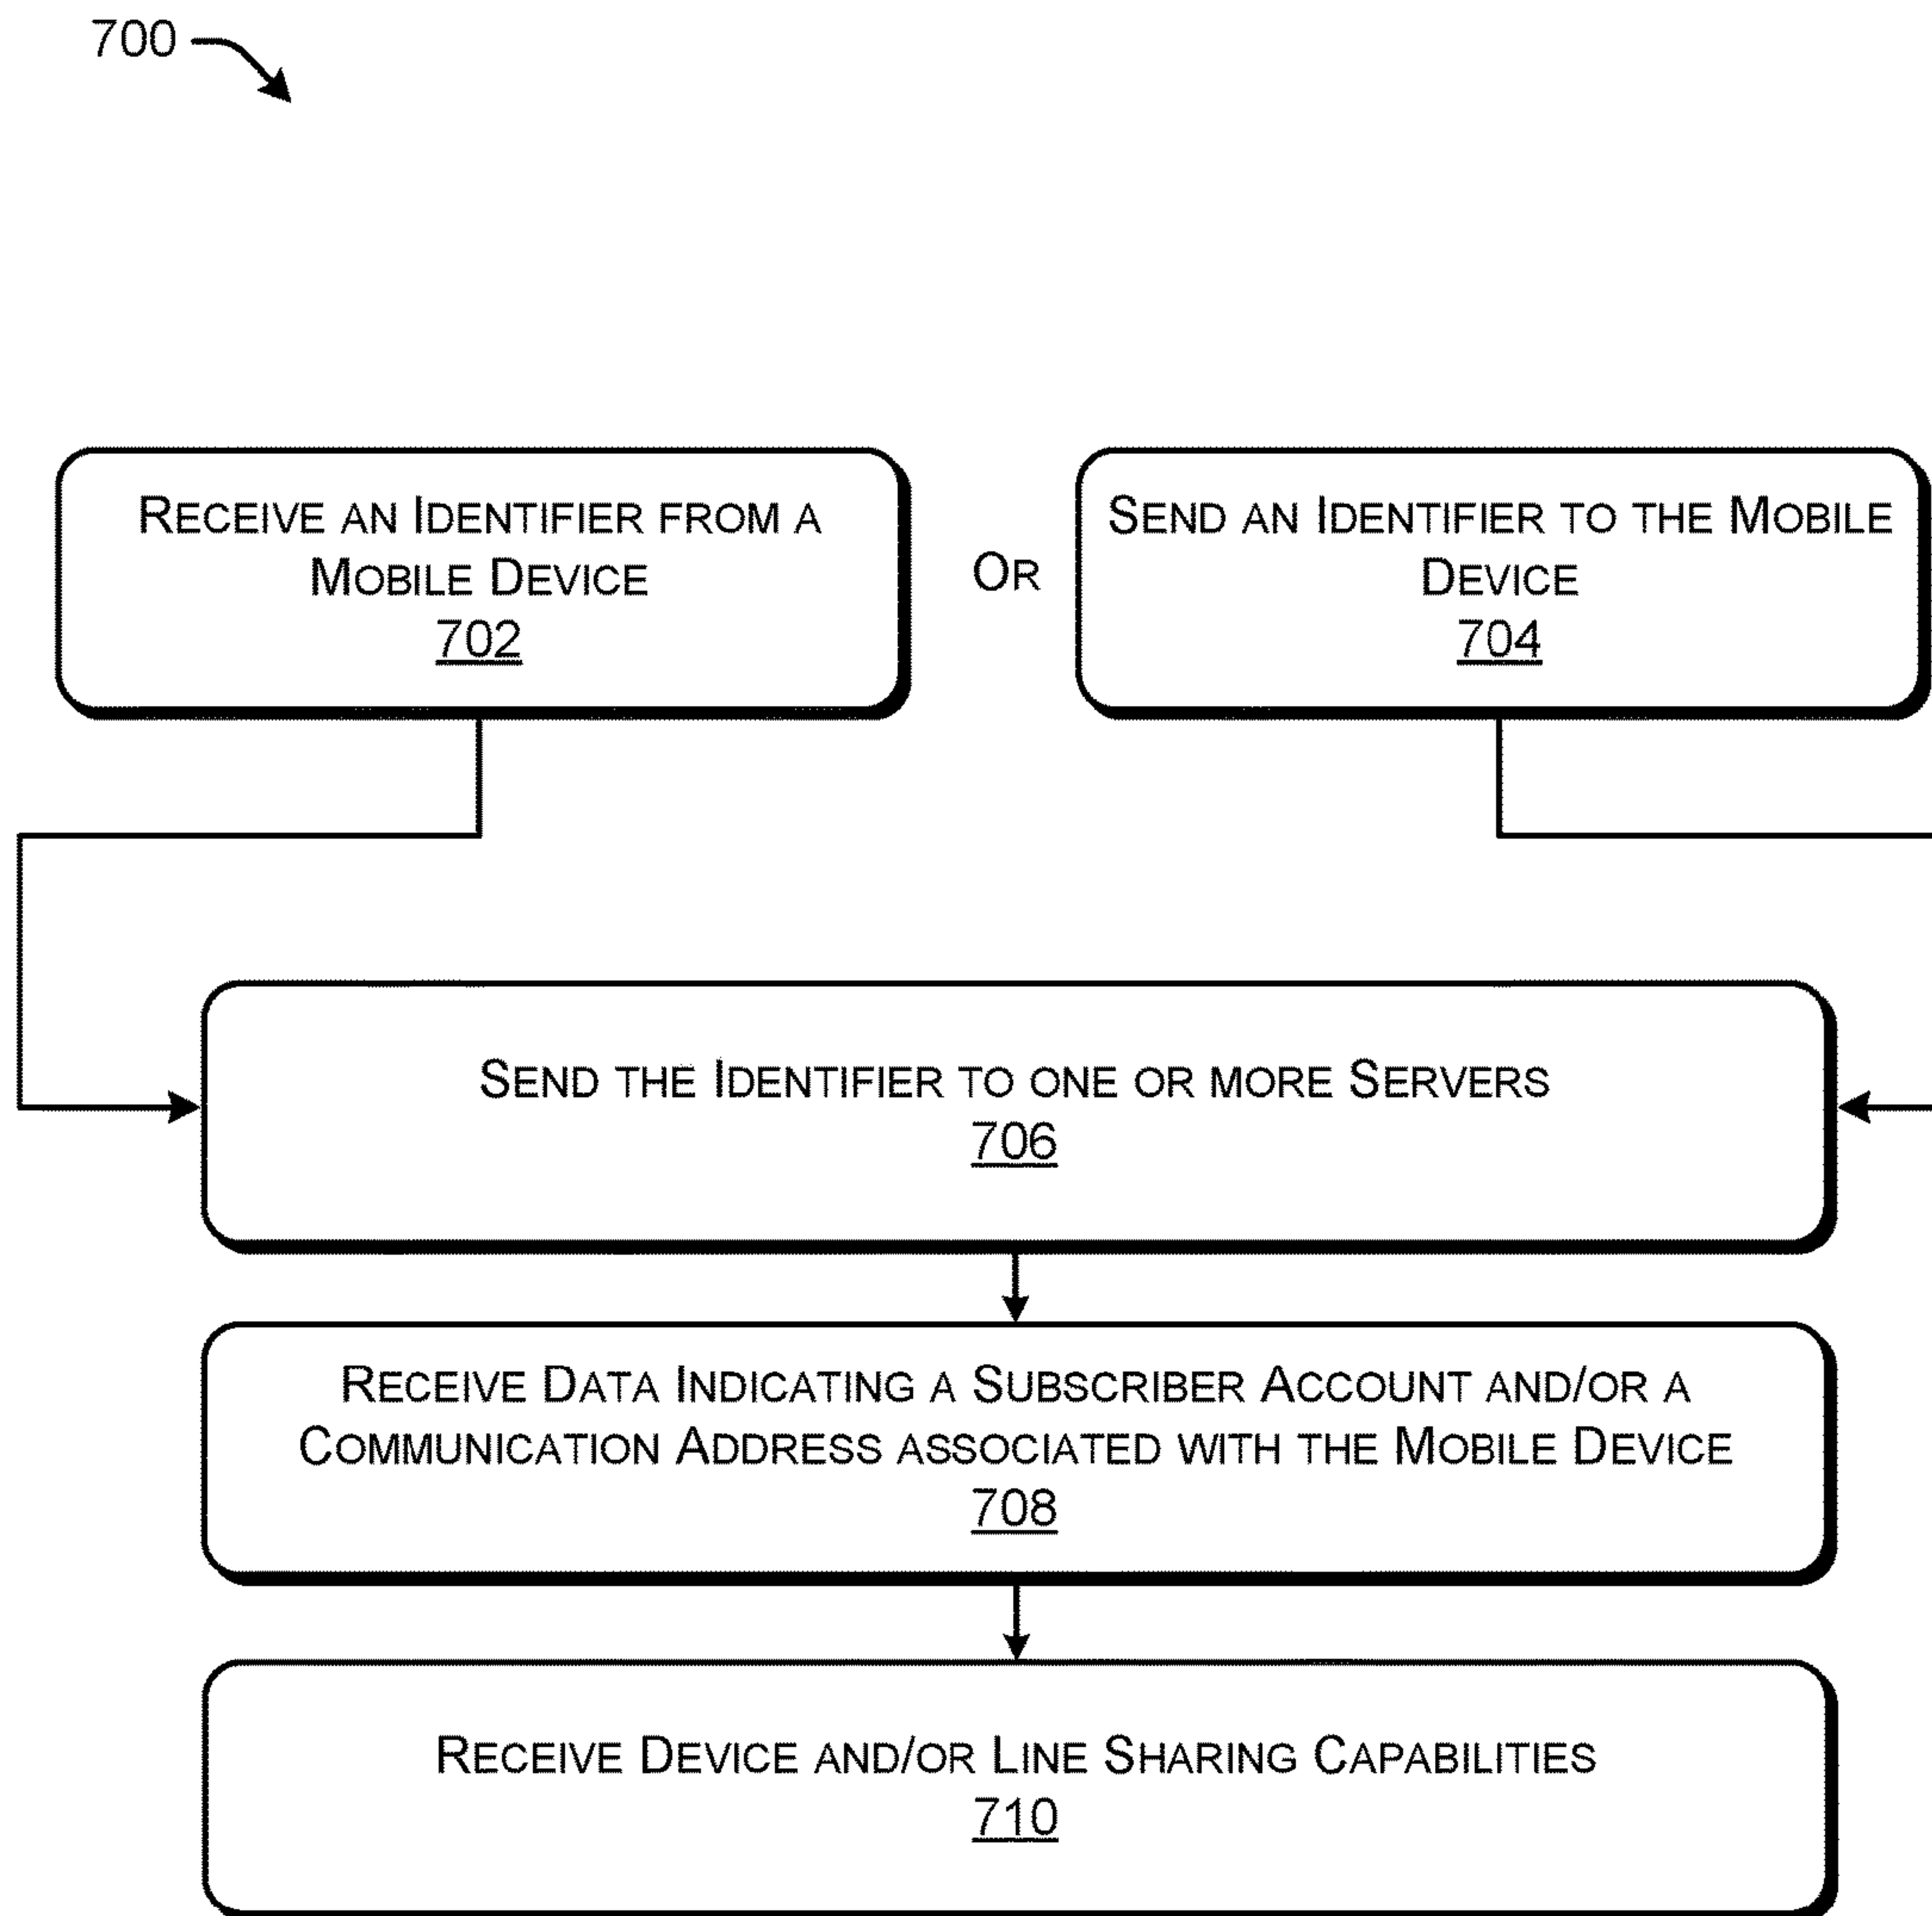 700
RECEIVE AN IDENTIFIER FROM A
MOBILE DEVICE
702
OR
SEND AN IDENTIFIER TO THE MOBILE
DEVICE
704
SEND THE IDENTIFIER TO ONE OR MORE SERVERS
706
RECEIVE DATA INDICATING A SUBSCRIBER ACCOUNT AND/OR A
COMMUNICATION ADDRESS ASSOCIATED WITH THE MOBILE DEVICE
708
RECEIVE DEVICE AND/OR LINE SHARING CAPABILITIES
710